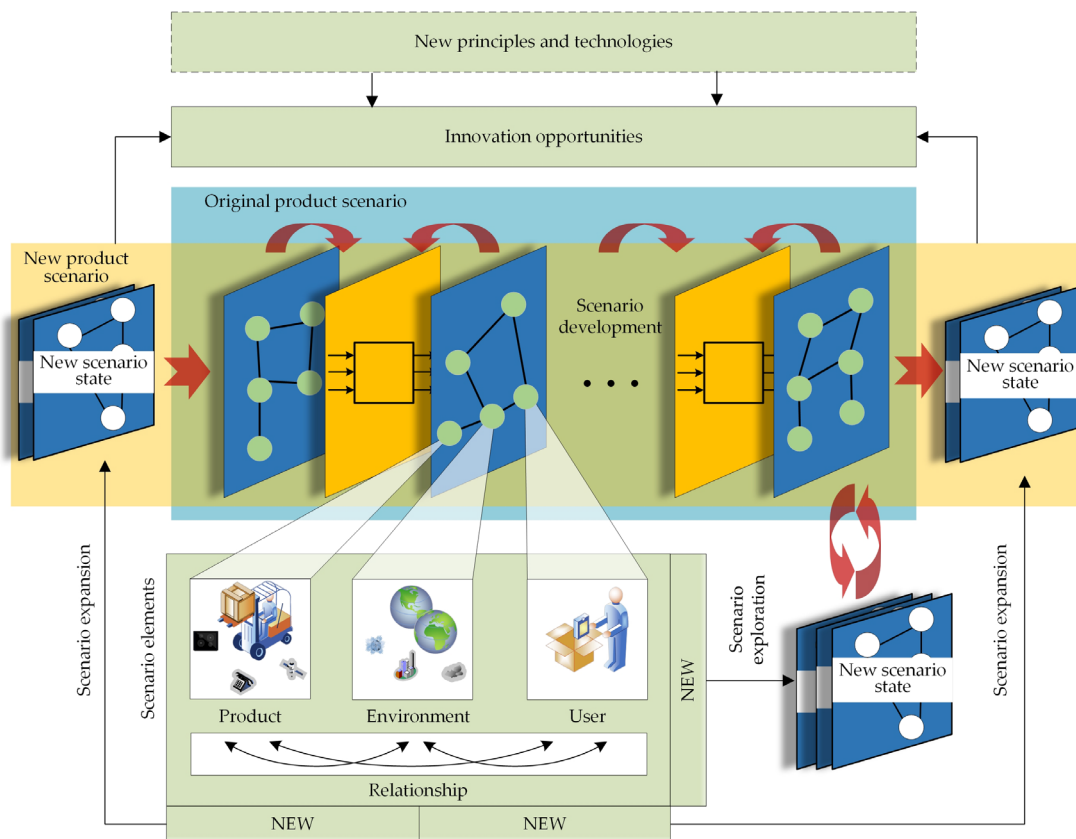 New principles and technologies
Innovation opportunities
Original product scenario
New product
scenario
New scenario
state
Scenario
development
New scenario
state
Scenario expansion
Scenario elements
Product
Environment
User
Relationship
NEW
NEW
NEW
Scenario
exploration
New scenario
state
Scenario expansion